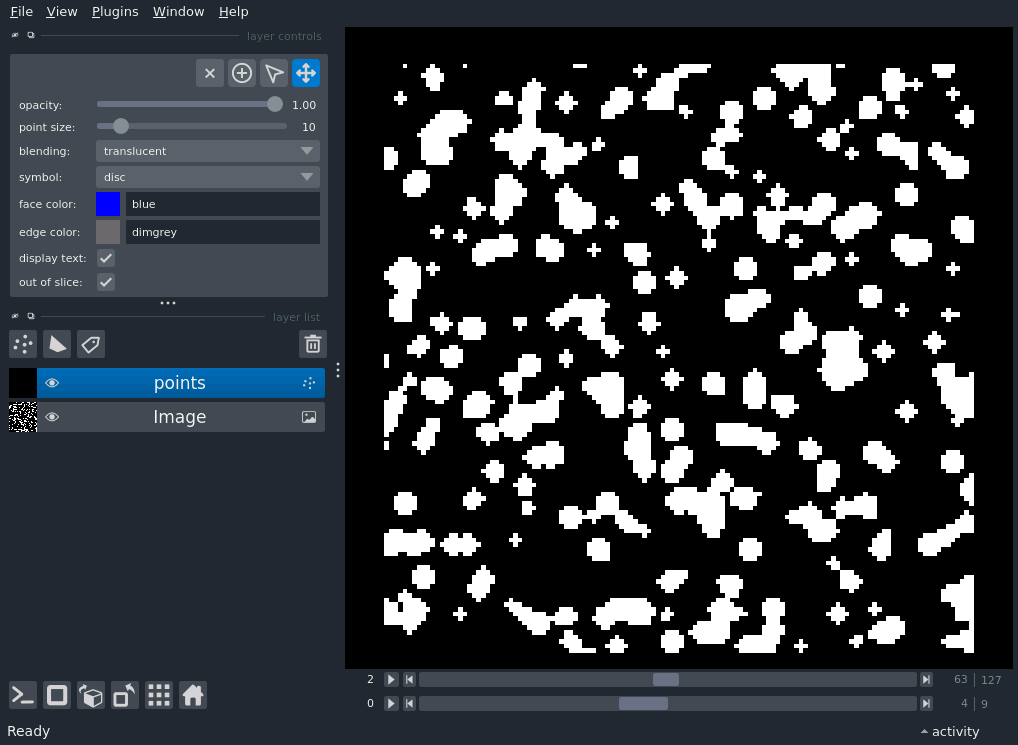 File View Plugins Window Help
layer controls
opacity: 1.00
point size: 10
blending: translucent
symbol: disc
face color: blue
edge color: dimgrey
display text:
out of slice:
layer list
points
Image
2 63 127
0 4 9
Ready activity